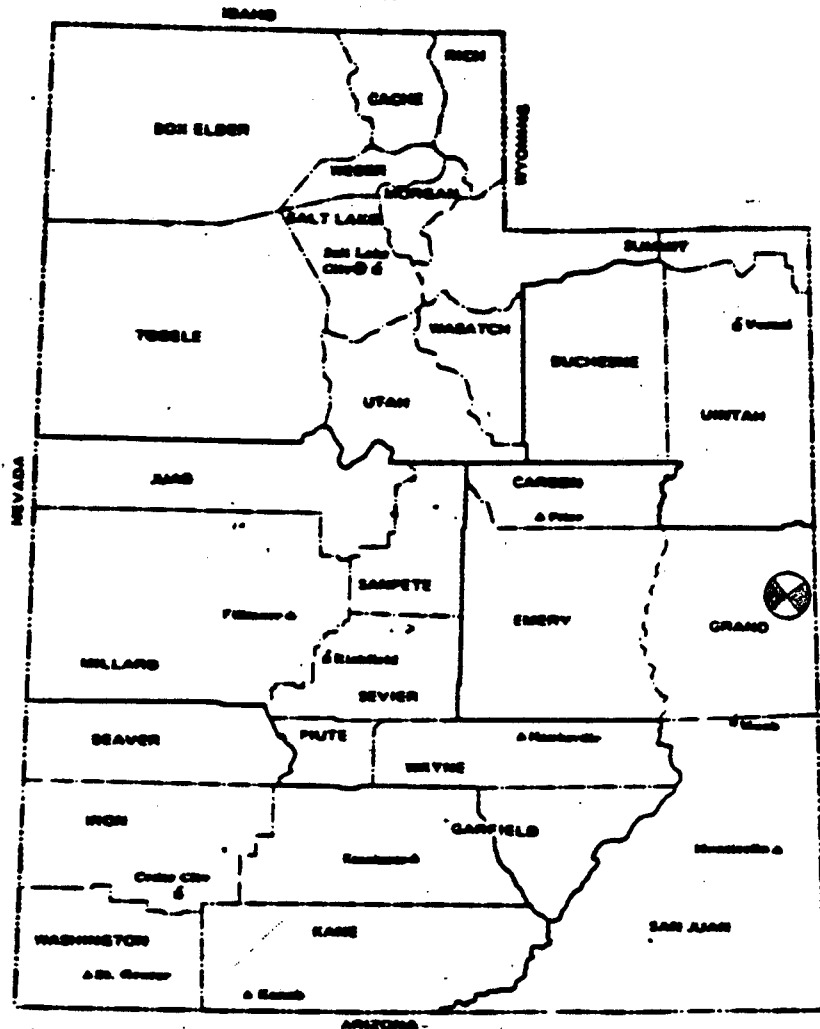 IDAHO
RICH
CACHE
BOX ELDER
WYOMING
WEBER
MORGAN
SALT LAKE
SUMMIT
Salt Lake
City
Vernal
TOOELE
WASATCH
DUCHESNE
UTAH
UINTAH
NEVADA
JUAB
CARBON
Price
SANPETE
Fillmore
EMERY
GRAND
Richfield
MILLARD
SEVIER
BEAVER
PIUTE
Hanksville
Moab
WAYNE
IRON
GARFIELD
Escalante
Monticello
Cedar City
WASHINGTON
KANE
SAN JUAN
St. George
Kanab
ARIZONA